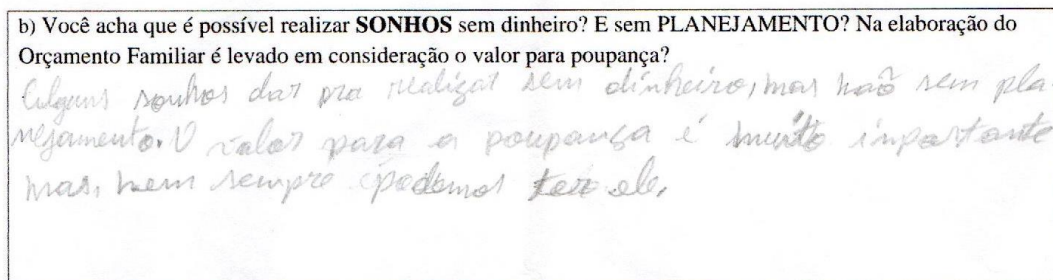 b) Você acha que é possível realizar SONHOS sem dinheiro? E sem PLANEJAMENTO? Na elaboração do
Orçamento Familiar é levado em consideração o valor para poupança?
Alguns sonhos dar pra realizar sem dinheiro, mas não sem pla
nejamento. O valor para a poupança é muito importante
mas, nem sempre podemos ter ele.